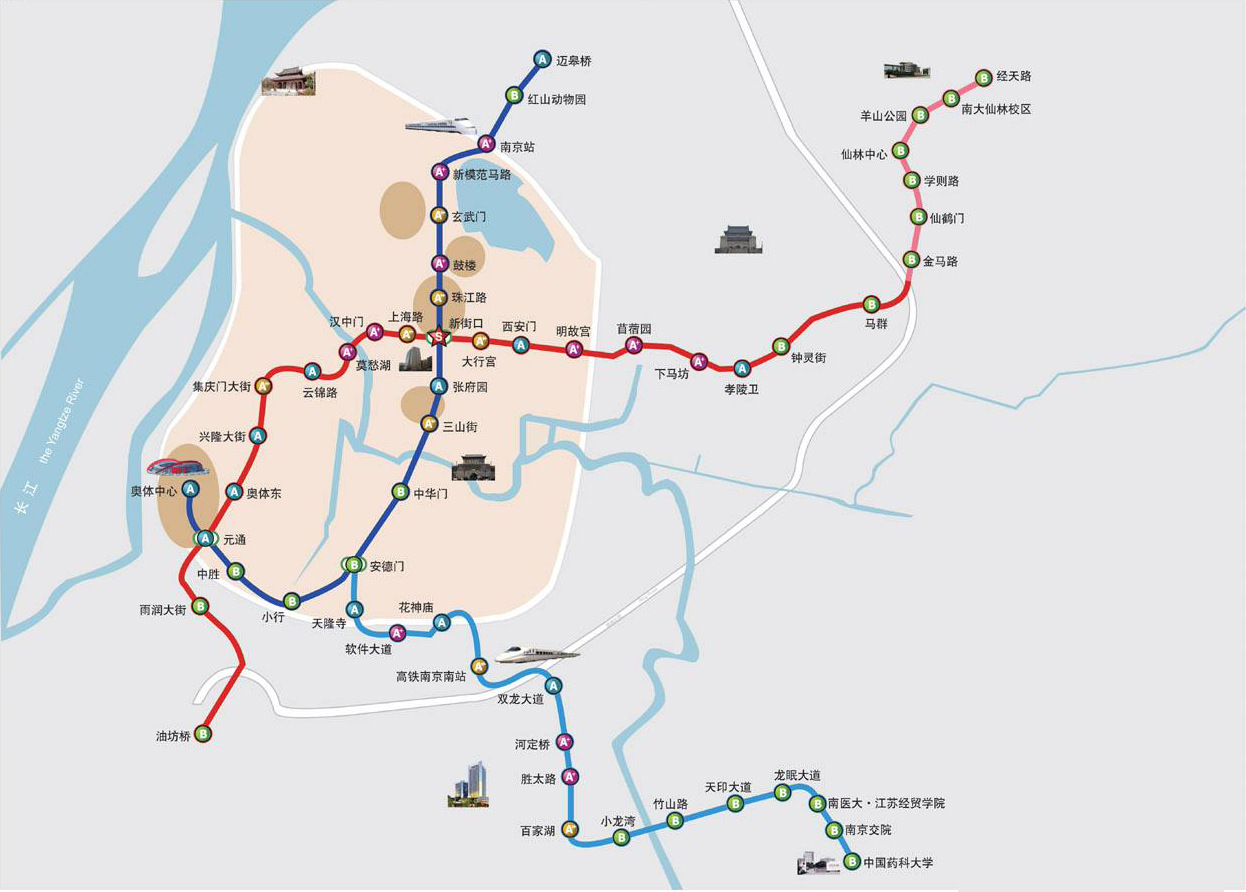 迈皋桥
A
红山动物园
B
南京站
A+
新模范马路
A+
玄武门
A+
鼓楼
A+
珠江路
A+
新街口
S
张府园
A
三山街
A+
中华门
B
安德门
B
小行
B
中胜
B
元通
A
奥体中心
A
经天路
B
南大仙林校区
B
羊山公园
B
仙林中心
B
学则路
B
仙鹤门
B
金马路
B
马群
B
钟灵街
B
孝陵卫
A
下马坊
A+
苜蓿园
A+
明故宫
A+
西安门
A
大行宫
A+
上海路
A+
汉中门
A+
莫愁湖
A+
云锦路
A
集庆门大街
A+
兴隆大街
A
奥体东
A
雨润大街
B
油坊桥
B
天隆寺
A
软件大道
A+
花神庙
A
高铁南京南站
A+
双龙大道
A
河定桥
A+
胜太路
A+
百家湖
A+
小龙湾
B
竹山路
B
天印大道
B
龙眠大道
B
南医大·江苏经贸学院
B
南京交院
B
中国药科大学
B
长江 the Yangtze River